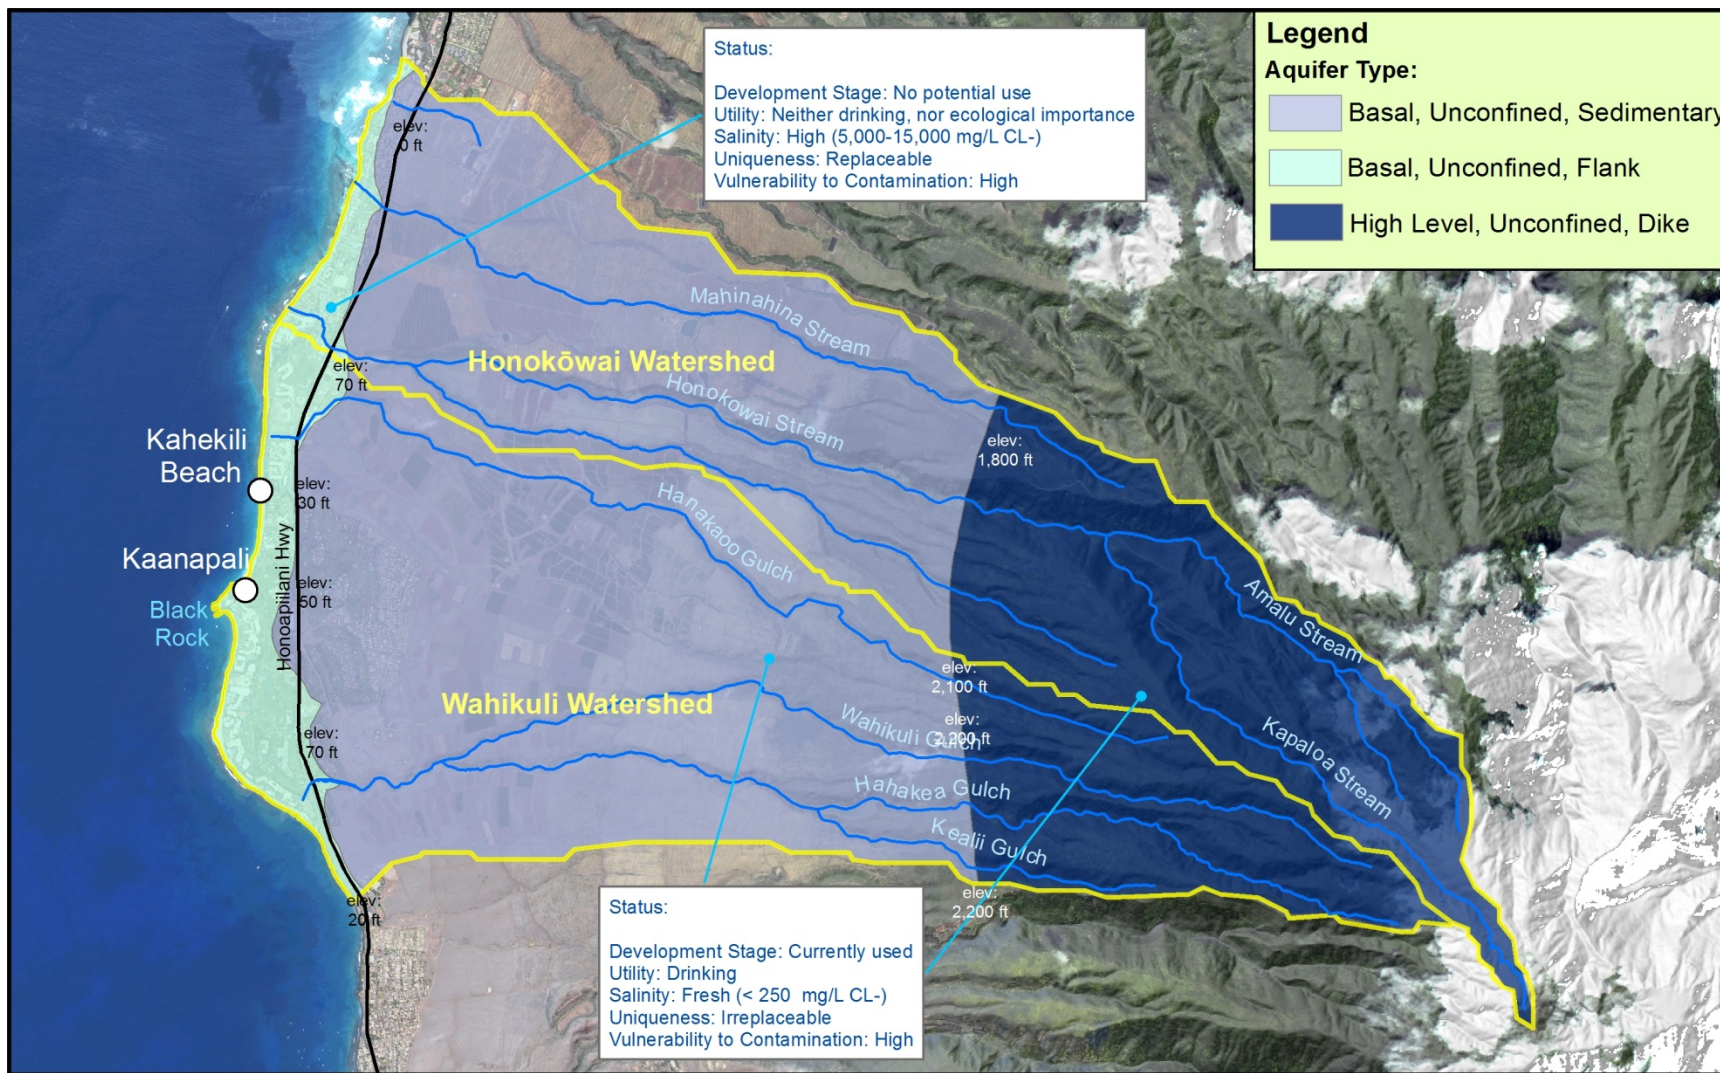 Legend
Aquifer Type:
Basal, Unconfined, Sedimentary
Basal, Unconfined, Flank
High Level, Unconfined, Dike
Status:
Development Stage: No potential use
Utility: Neither drinking, nor ecological importance
Salinity: High (5,000-15,000 mg/L CL-)
Uniqueness: Replaceable
Vulnerability to Contamination: High
elev:
0 ft
Mahinahina Stream
Honokōwai Watershed
elev:
70 ft
Honokowai Stream
Kahekili
Beach
elev:
1,800 ft
elev:
30 ft
Hanakaoo Gulch
Honoapiilani Hwy
Kaanapali
elev:
50 ft
Black
Rock
Amalu Stream
elev:
2,100 ft
Wahikuli Watershed
Wahikuli Gulch
elev:
2,200 ft
Kapaloa Stream
elev:
70 ft
Hahakea Gulch
Kealii Gulch
elev:
20 ft
elev:
2,200 ft
Status:
Development Stage: Currently used
Utility: Drinking
Salinity: Fresh (< 250 mg/L CL-)
Uniqueness: Irreplaceable
Vulnerability to Contamination: High